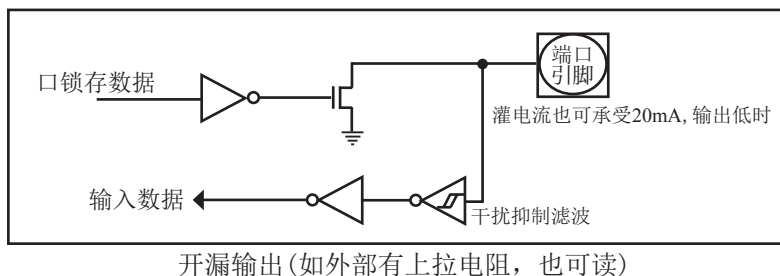 口锁存数据
端口
引脚
灌电流也可承受20mA, 输出低时
输入数据
干扰抑制滤波
开漏输出(如外部有上拉电阻，也可读)